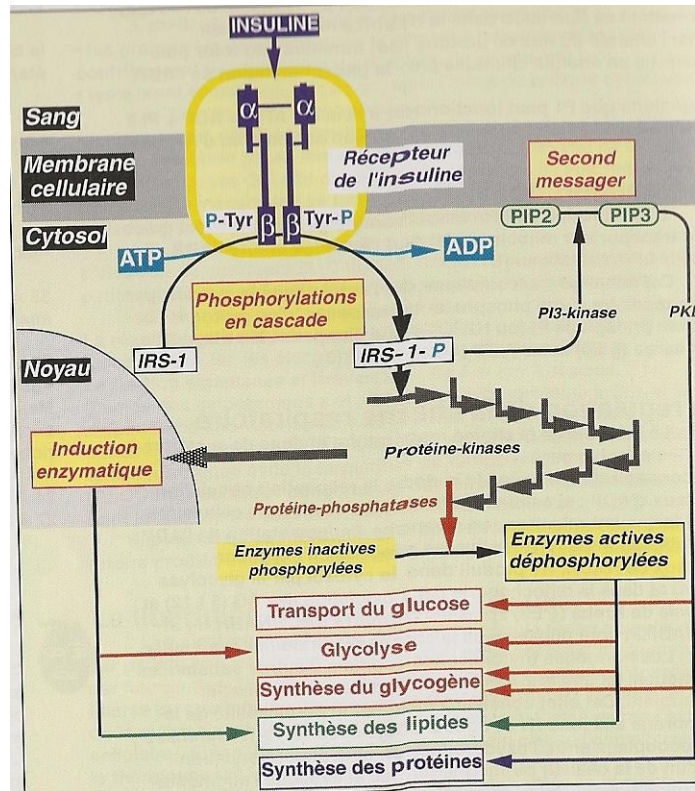 INSULINE
α
α
Sang
Membrane
cellulaire
Récepteur
de l'insuline
Second
messager
P-Tyr
β
β
Tyr-P
PIP2
PIP3
Cytosol
ATP
ADP
Phosphorylations
en cascade
PI3-kinase
IRS-1
IRS-1-P
Noyau
Induction
enzymatique
Protéine-kinases
Protéine-phosphatases
Enzymes inactives
phosphorylées
Enzymes actives
déphosphorylées
Transport du glucose
Glycolyse
Synthèse du glycogène
Synthèse des lipides
Synthèse des protéines